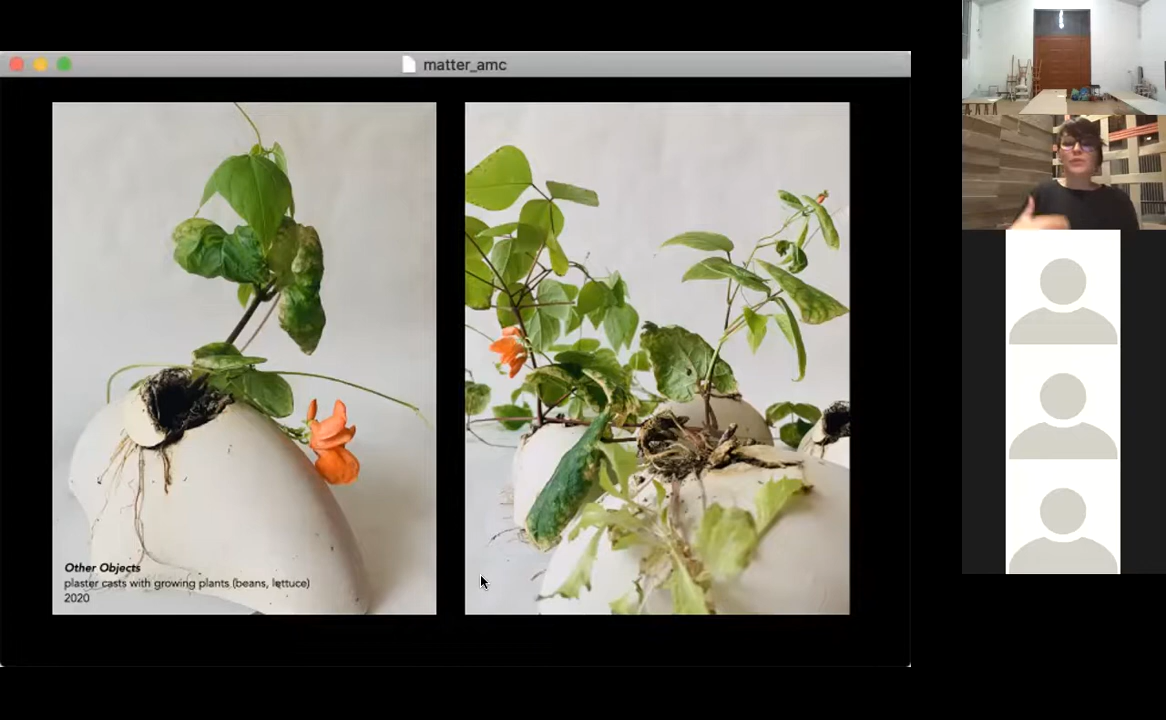 matter_amc
Other Objects
plaster casts with growing plants (beans, lettuce)
2020